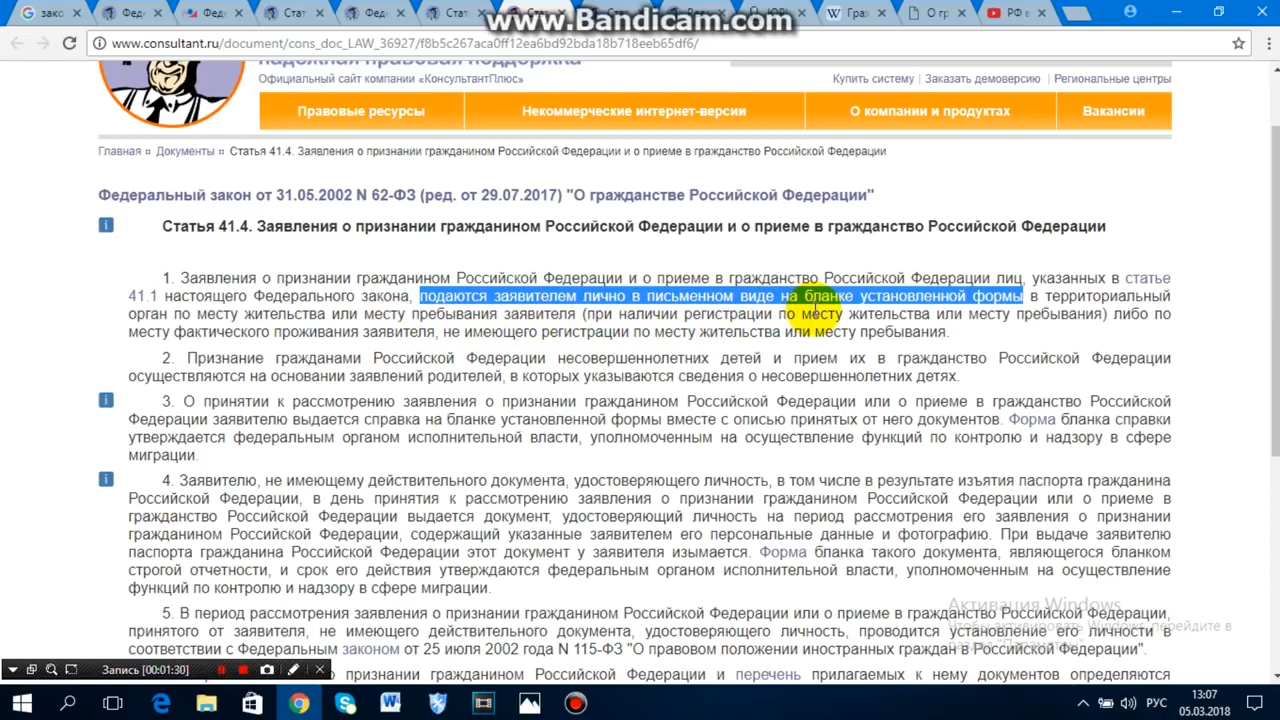 www.Bandicam.com
зако
Феде
Феде
Стат
Феде
Стат
Граж
О гр
РФ в
www.consultant.ru/document/cons_doc_LAW_36927/f8b5c267aca0ff12ea6bd92bda18b718eeb65df6/
надежная правовая поддержка
Официальный сайт компании «КонсультантПлюс»
Купить систему | Заказать демоверсию | Региональные центры
Правовые ресурсы Некоммерческие интернет-версии О компании и продуктах Вакансии
Главная :: Документы :: Статья 41.4. Заявления о признании гражданином Российской Федерации и о приеме в гражданство Российской Федерации
Федеральный закон от 31.05.2002 N 62-ФЗ (ред. от 29.07.2017) "О гражданстве Российской Федерации"
Статья 41.4. Заявления о признании гражданином Российской Федерации и о приеме в гражданство Российской Федерации
1. Заявления о признании гражданином Российской Федерации и о приеме в гражданство Российской Федерации лиц, указанных в статье
41.1 настоящего Федерального закона, подаются заявителем лично в письменном виде на бланке установленной формы в территориальный
орган по месту жительства или месту пребывания заявителя (при наличии регистрации по месту жительства или месту пребывания) либо по
месту фактического проживания заявителя, не имеющего регистрации по месту жительства или месту пребывания.
2. Признание гражданами Российской Федерации несовершеннолетних детей и прием их в гражданство Российской Федерации
осуществляются на основании заявлений родителей, в которых указываются сведения о несовершеннолетних детях.
3. О принятии к рассмотрению заявления о признании гражданином Российской Федерации или о приеме в гражданство Российской
Федерации заявителю выдается справка на бланке установленной формы вместе с описью принятых от него документов. Форма бланка справки
утверждается федеральным органом исполнительной власти, уполномоченным на осуществление функций по контролю и надзору в сфере
миграции.
4. Заявителю, не имеющему действительного документа, удостоверяющего личность, в том числе в результате изъятия паспорта гражданина
Российской Федерации, в день принятия к рассмотрению заявления о признании гражданином Российской Федерации или о приеме в
гражданство Российской Федерации выдается документ, удостоверяющий личность на период рассмотрения его заявления о признании
гражданином Российской Федерации, содержащий указанные заявителем его персональные данные и фотографию. При выдаче заявителю
паспорта гражданина Российской Федерации этот документ у заявителя изымается. Форма бланка такого документа, являющегося бланком
строгой отчетности, и срок его действия утверждаются федеральным органом исполнительной власти, уполномоченным на осуществление
функций по контролю и надзору в сфере миграции.
5. В период рассмотрения заявления о признании гражданином Российской Федерации или о приеме в гражданство Российской Федерации,
принятого от заявителя, не имеющего действительного документа, удостоверяющего личность, проводится установление его личности в
соответствии с Федеральным законом от 25 июля 2002 года N 115-ФЗ "О правовом положении иностранных граждан в Российской Федерации".
о признании гражданином Российской Федерации и перечень прилагаемых к нему документов определяются
Активация Windows
Чтобы активировать Windows, перейдите в
Запись [00:01:30]
РУС
13:07
05.03.2018